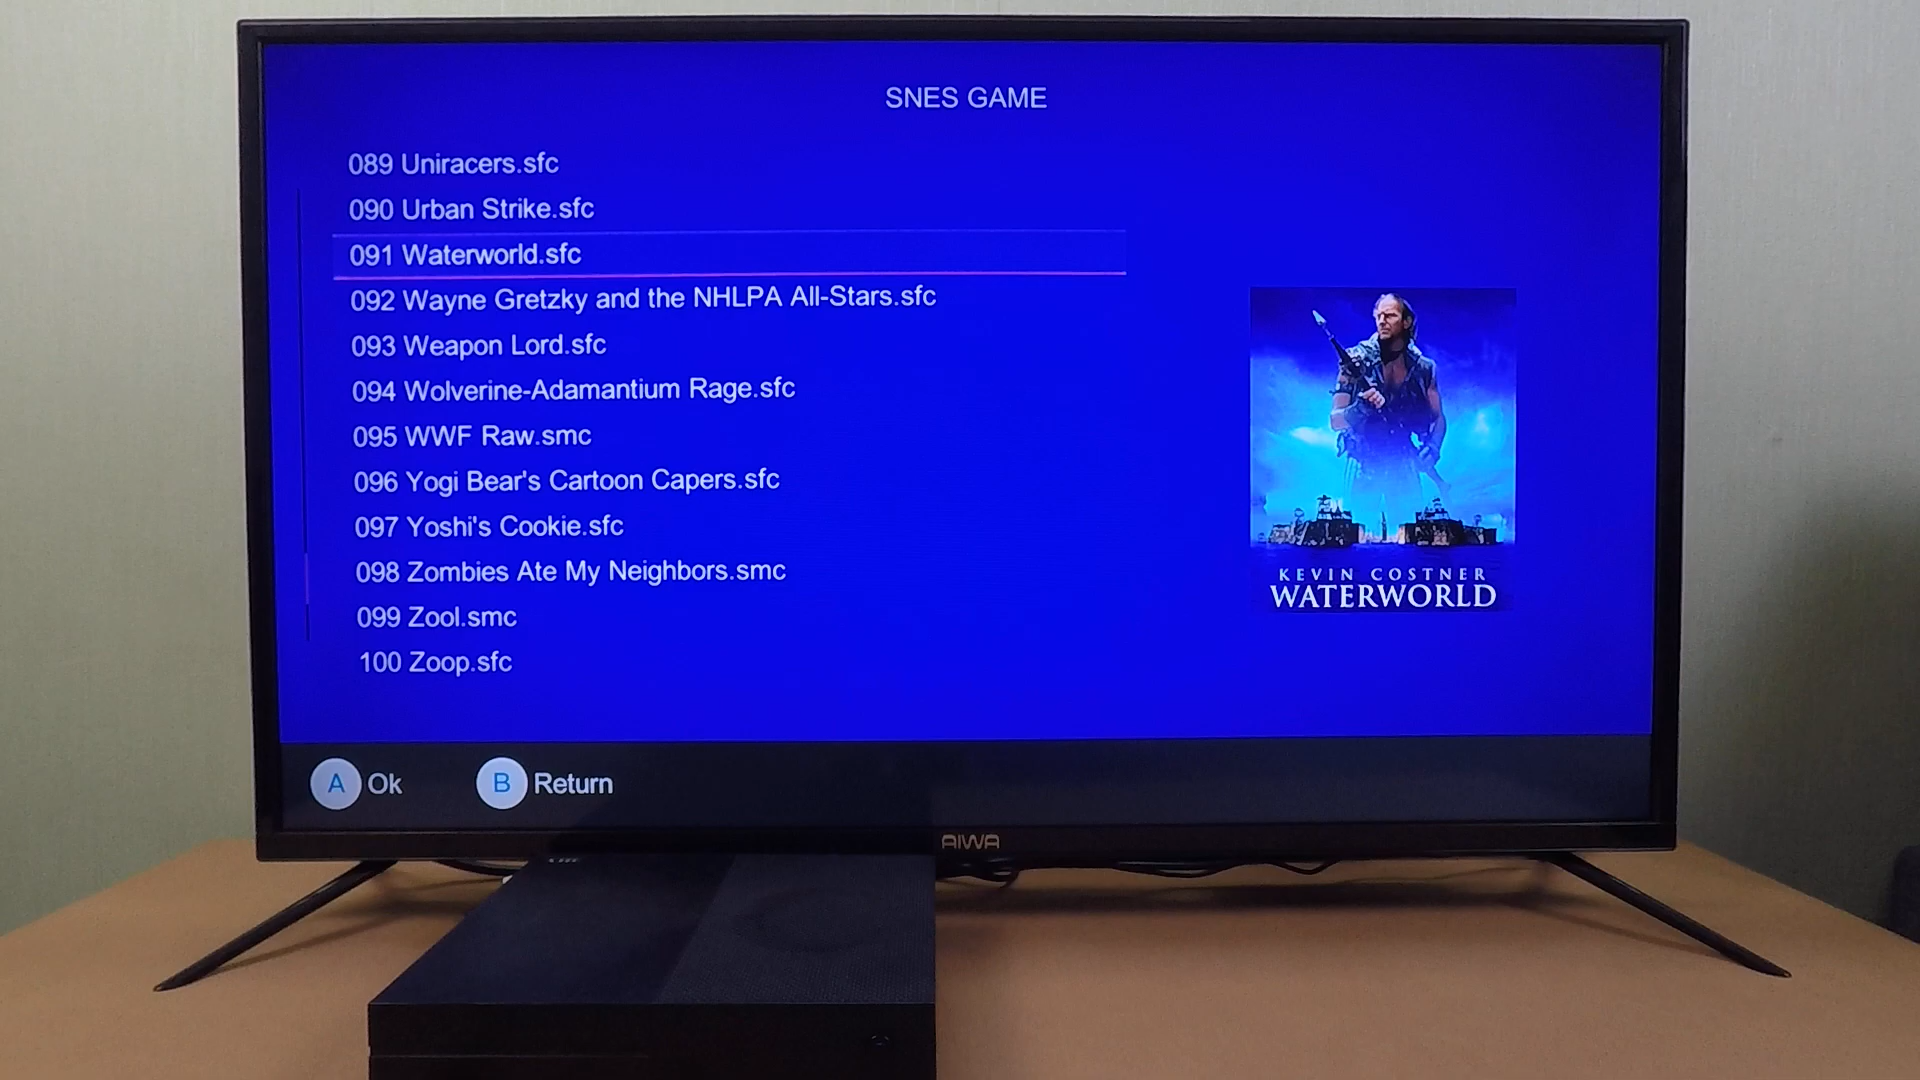 SNES GAME
089 Uniracers.sfc
090 Urban Strike.sfc
091 Waterworld.sfc
092 Wayne Gretzky and the NHLPA All-Stars.sfc
093 Weapon Lord.sfc
094 Wolverine-Adamantium Rage.sfc
095 WWF Raw.smc
096 Yogi Bear's Cartoon Capers.sfc
097 Yoshi's Cookie.sfc
098 Zombies Ate My Neighbors.smc
099 Zool.smc
100 Zoop.sfc
KEVIN COSTNER
WATERWORLD
A Ok
B Return
AIWA